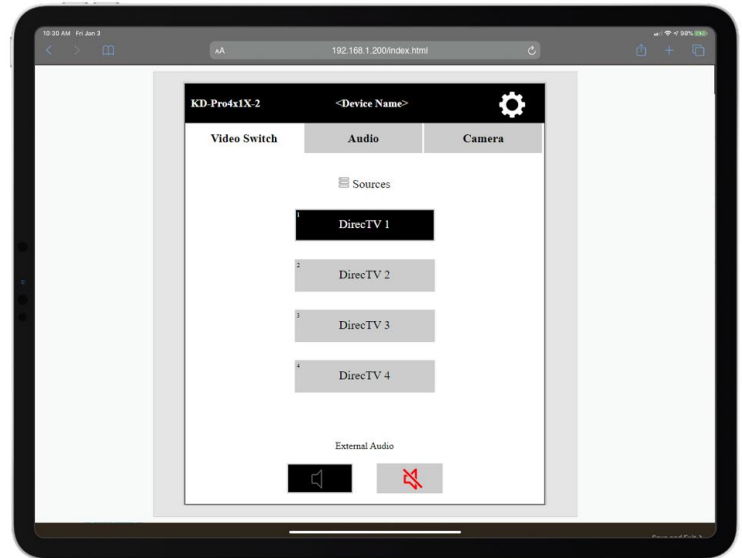 10:30 AM Fri Jan 3
98%
AA
192.168.1.200/index.html
KD-Pro4x1X-2
<Device Name>
Video Switch
Audio
Camera
Sources
1
DirecTV 1
2
DirecTV 2
3
DirecTV 3
4
DirecTV 4
External Audio